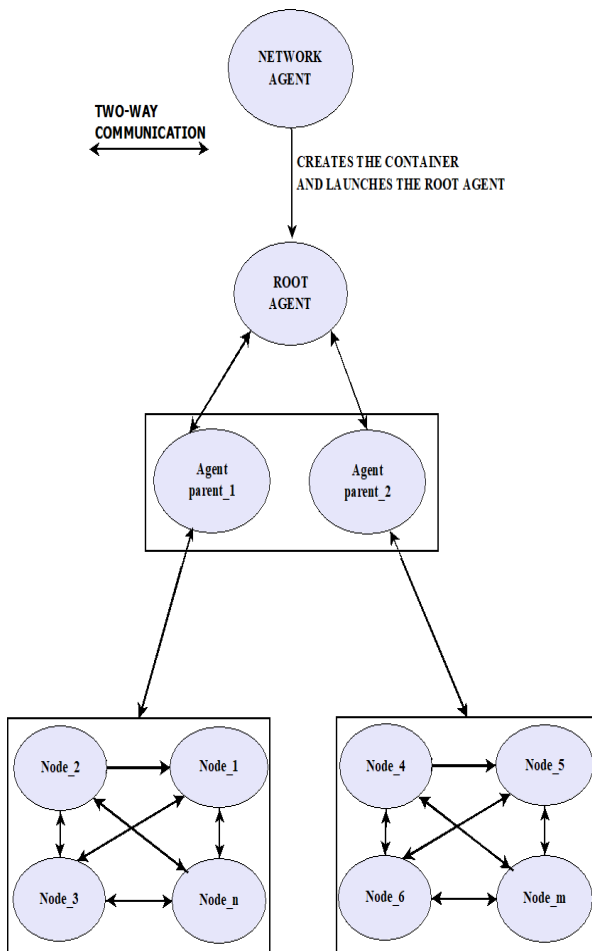 NETWORK
AGENT
TWO-WAY
COMMUNICATION
CREATES THE CONTAINER
AND LAUNCHES THE ROOT AGENT
ROOT
AGENT
Agent
parent_1
Agent
parent_2
Node_2
Node_1
Node_4
Node_5
Node_3
Node_n
Node_6
Node_m